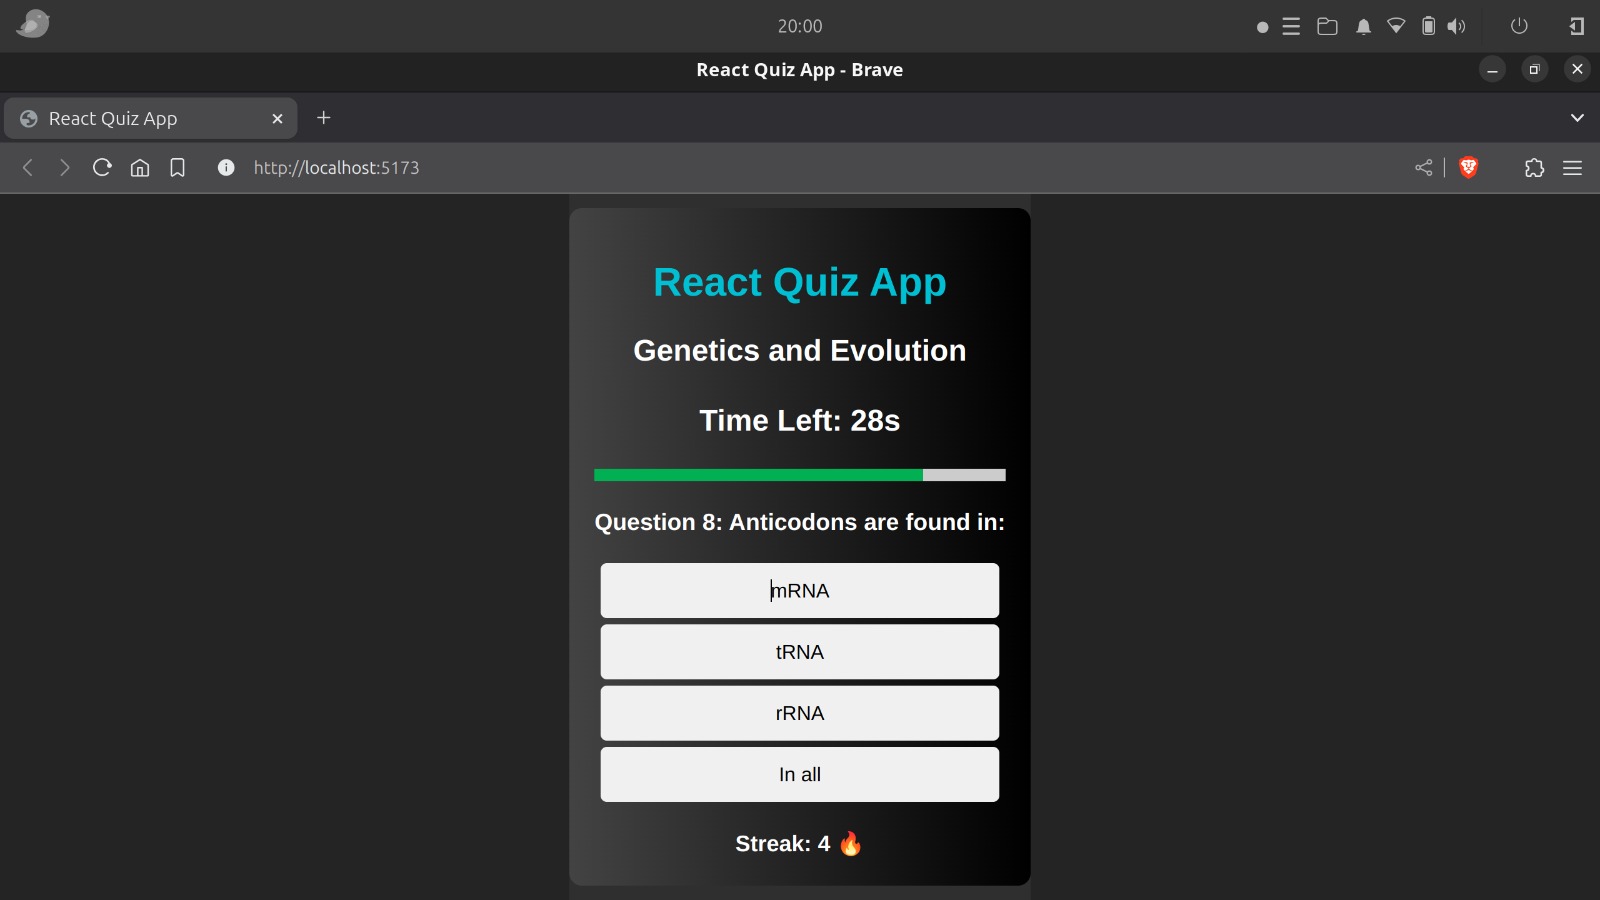 20:00
React Quiz App - Brave
React Quiz App
http://localhost:5173
React Quiz App
Genetics and Evolution
Time Left: 28s
Question 8: Anticodons are found in:
mRNA
tRNA
rRNA
In all
Streak: 4 🔥